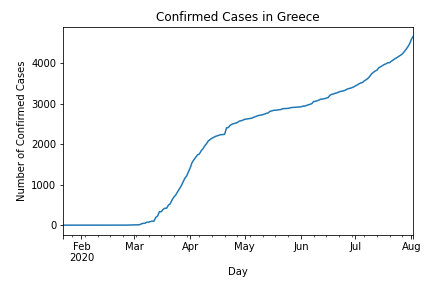 Confirmed Cases in Greece
Number of Confirmed Cases
4000
3000
2000
1000
0
Feb Mar Apr May Jun Jul Aug
2020
Day